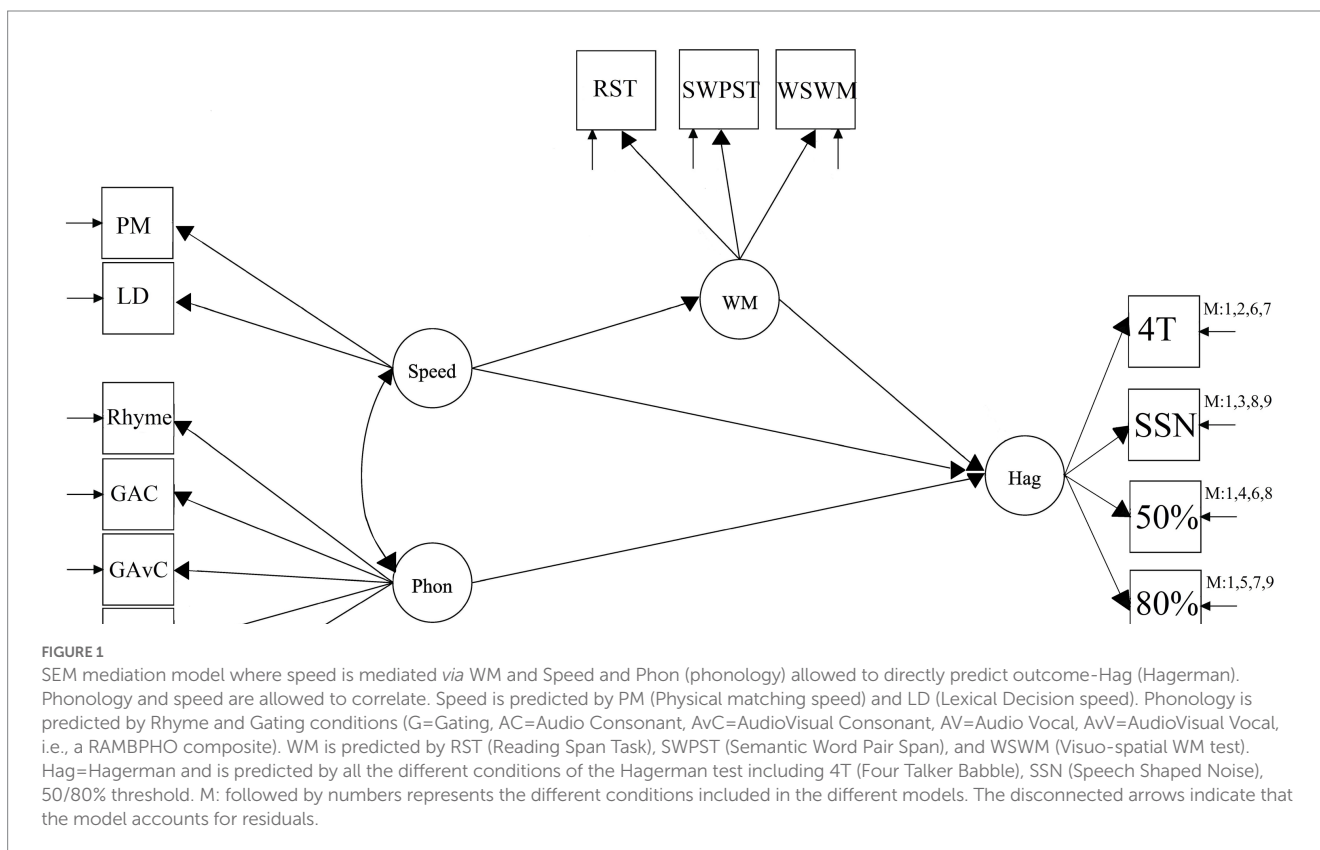 RST
SWPST
WSWM
PM
LD
WM
M:1,2,6,7
4T
Speed
Rhyme
M:1,3,8,9
SSN
GAC
Hag
M:1,4,6,8
50%
GAvC
Phon
M:1,5,7,9
80%
FIGURE 1
SEM mediation model where speed is mediated via WM and Speed and Phon (phonology) allowed to directly predict outcome-Hag (Hagerman).
Phonology and speed are allowed to correlate. Speed is predicted by PM (Physical matching speed) and LD (Lexical Decision speed). Phonology is
predicted by Rhyme and Gating conditions (G=Gating, AC=Audio Consonant, AvC=AudioVisual Consonant, AV=Audio Vocal, AvV=AudioVisual Vocal,
i.e., a RAMBPHO composite). WM is predicted by RST (Reading Span Task), SWPST (Semantic Word Pair Span), and WSWM (Visuo-spatial WM test).
Hag=Hagerman and is predicted by all the different conditions of the Hagerman test including 4T (Four Talker Babble), SSN (Speech Shaped Noise),
50/80% threshold. M: followed by numbers represents the different conditions included in the different models. The disconnected arrows indicate that
the model accounts for residuals.